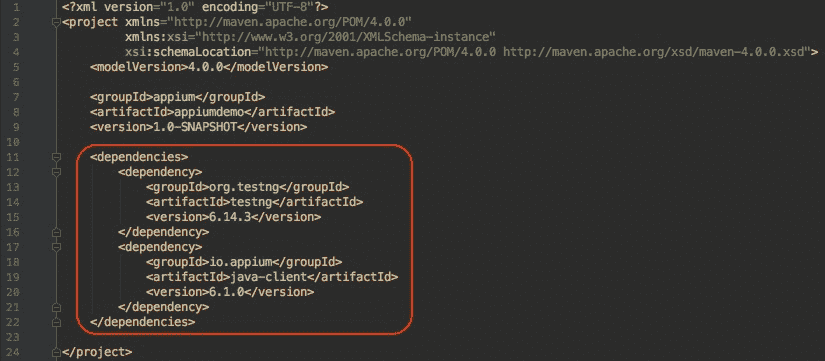 1 <?xml version="1.0" encoding="UTF-8"?>
2 <project xmlns="http://maven.apache.org/POM/4.0.0"
3 xmlns:xsi="http://www.w3.org/2001/XMLSchema-instance"
4 xsi:schemaLocation="http://maven.apache.org/POM/4.0.0 http://maven.apache.org/xsd/maven-4.0.0.xsd">
5 <modelVersion>4.0.0</modelVersion>
6
7 <groupId>appium</groupId>
8 <artifactId>appiumdemo</artifactId>
9 <version>1.0-SNAPSHOT</version>
10
11 <dependencies>
12 <dependency>
13 <groupId>org.testng</groupId>
14 <artifactId>testng</artifactId>
15 <version>6.14.3</version>
16 </dependency>
17 <dependency>
18 <groupId>io.appium</groupId>
19 <artifactId>java-client</artifactId>
20 <version>6.1.0</version>
21 </dependency>
22 </dependencies>
23
24 </project>